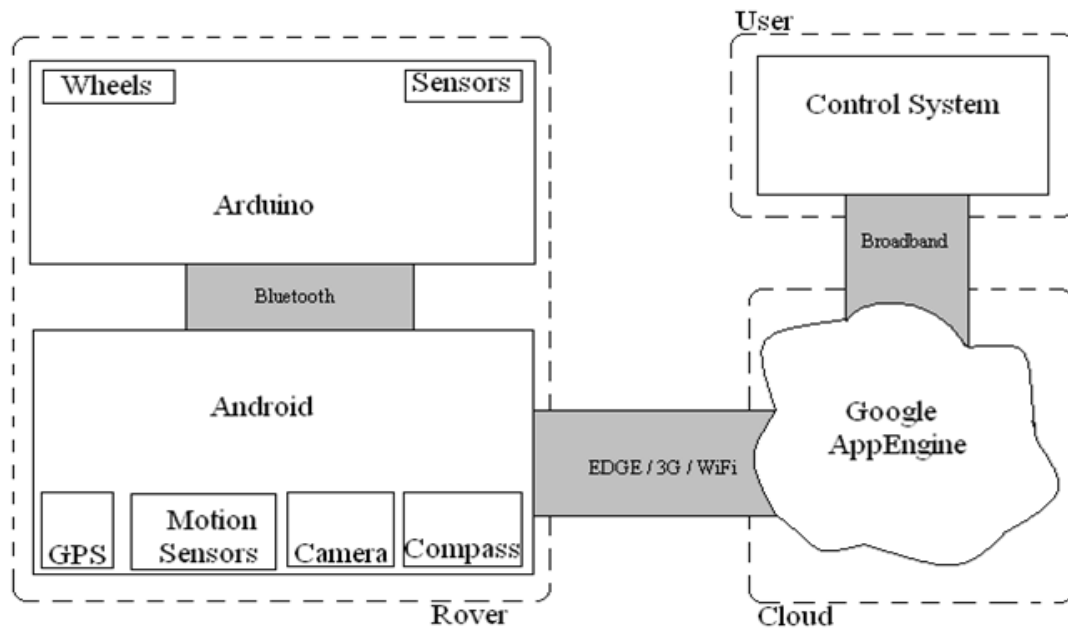 User
Wheels
Sensors
Control System
Arduino
Broadband
Bluetooth
Android
Google
AppEngine
EDGE / 3G / WiFi
GPS
Motion
Sensors
Camera
Compass
Rover
Cloud